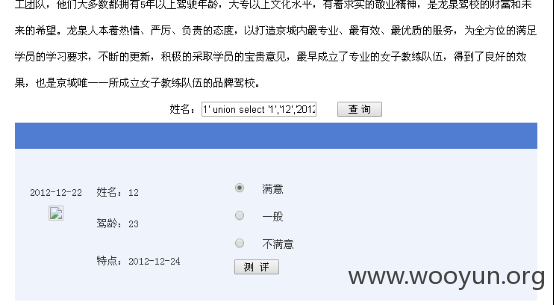 工团队，他们大多数都拥有5年以上驾驶年龄，大专以上文化水平，有着求实的敬业精神，是龙泉驾校的财富和未
来的希望。龙泉人本着热情、严厉、负责的态度，以打造京城内最专业、最有效、最优质的服务，为全方位的满足
学员的学习要求，不断的更新，积极的采取学员的宝贵意见，最早成立了专业的女子教练队伍，得到了良好的效
果，也是京城唯一一所成立女子教练队伍的品牌驾校。
姓名： 1' union select '1','12','2012 查 询
2012-12-22 姓名：12 满意
驾龄：23 一般
不满意
特点：2012-12-24 测 评
www.wooyun.org